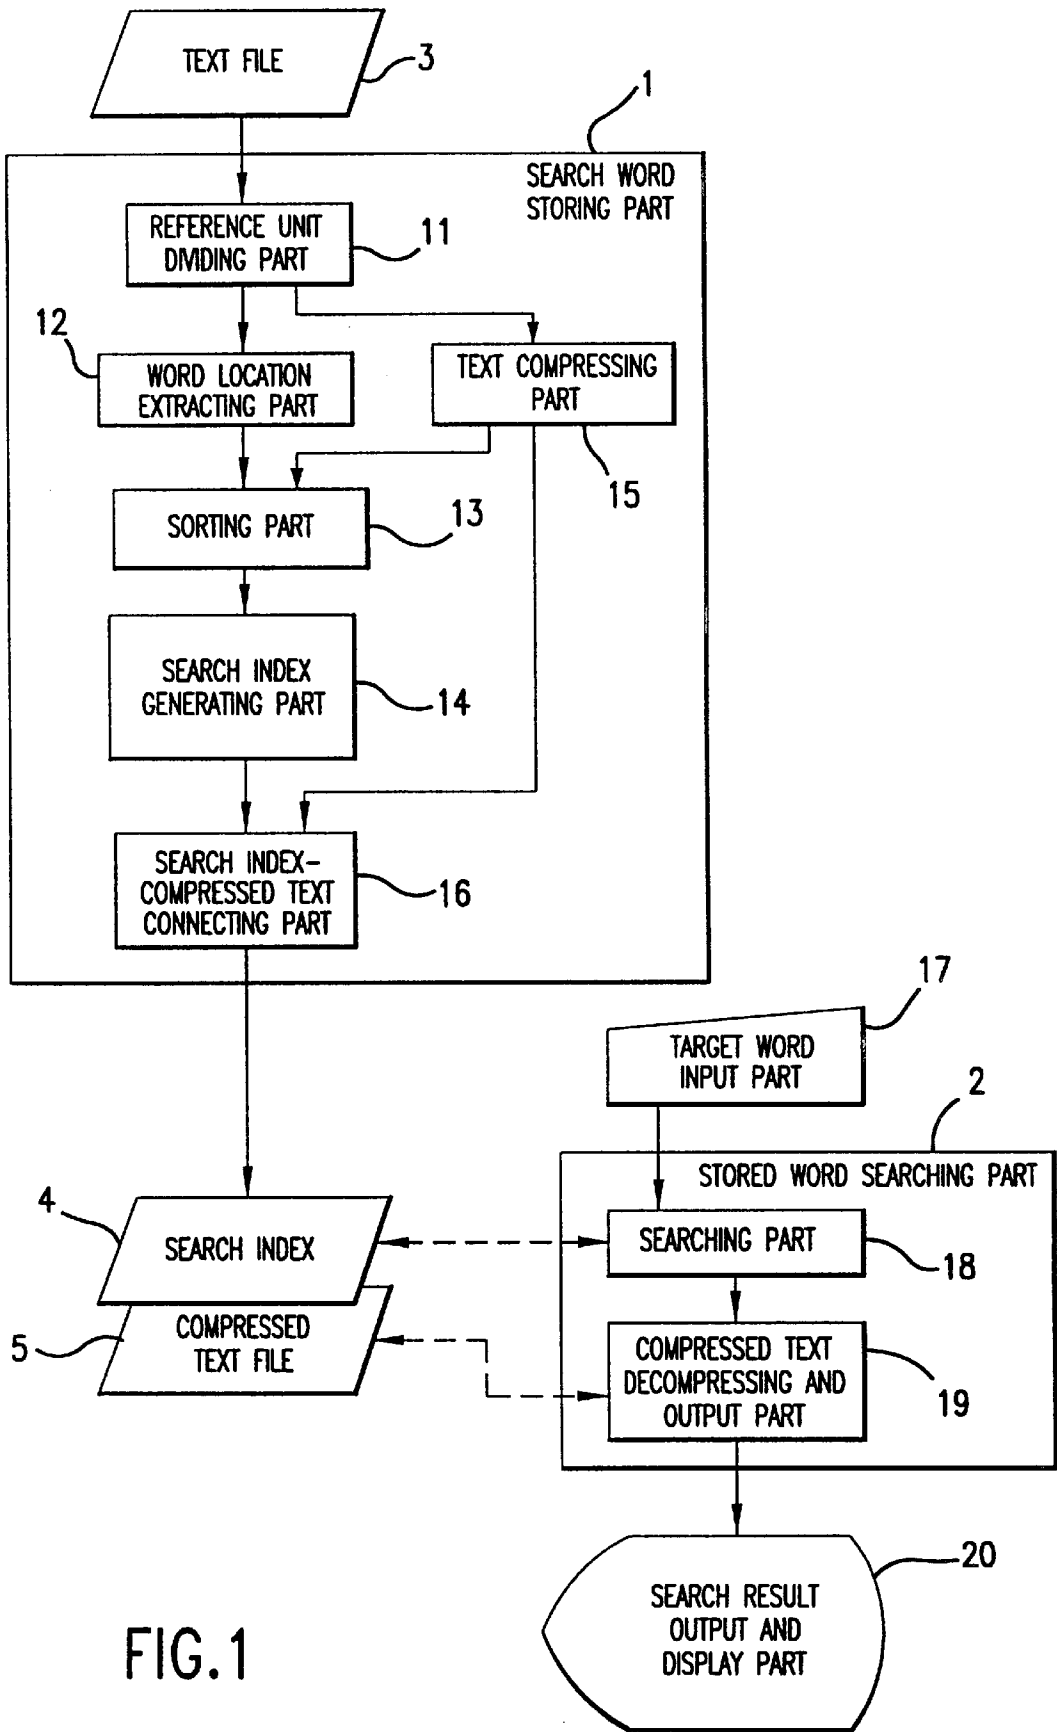 TEXT FILE
3
1
SEARCH WORD
STORING PART
REFERENCE UNIT
DIVIDING PART
11
12
WORD LOCATION
EXTRACTING PART
TEXT COMPRESSING
PART
15
SORTING PART
13
SEARCH INDEX
GENERATING PART
14
SEARCH INDEX-
COMPRESSED TEXT
CONNECTING PART
16
17
TARGET WORD
INPUT PART
2
STORED WORD SEARCHING PART
4
SEARCH INDEX
SEARCHING PART
18
5
COMPRESSED
TEXT FILE
COMPRESSED TEXT
DECOMPRESSING AND
OUTPUT PART
19
20
SEARCH RESULT
OUTPUT AND
DISPLAY PART
FIG.1